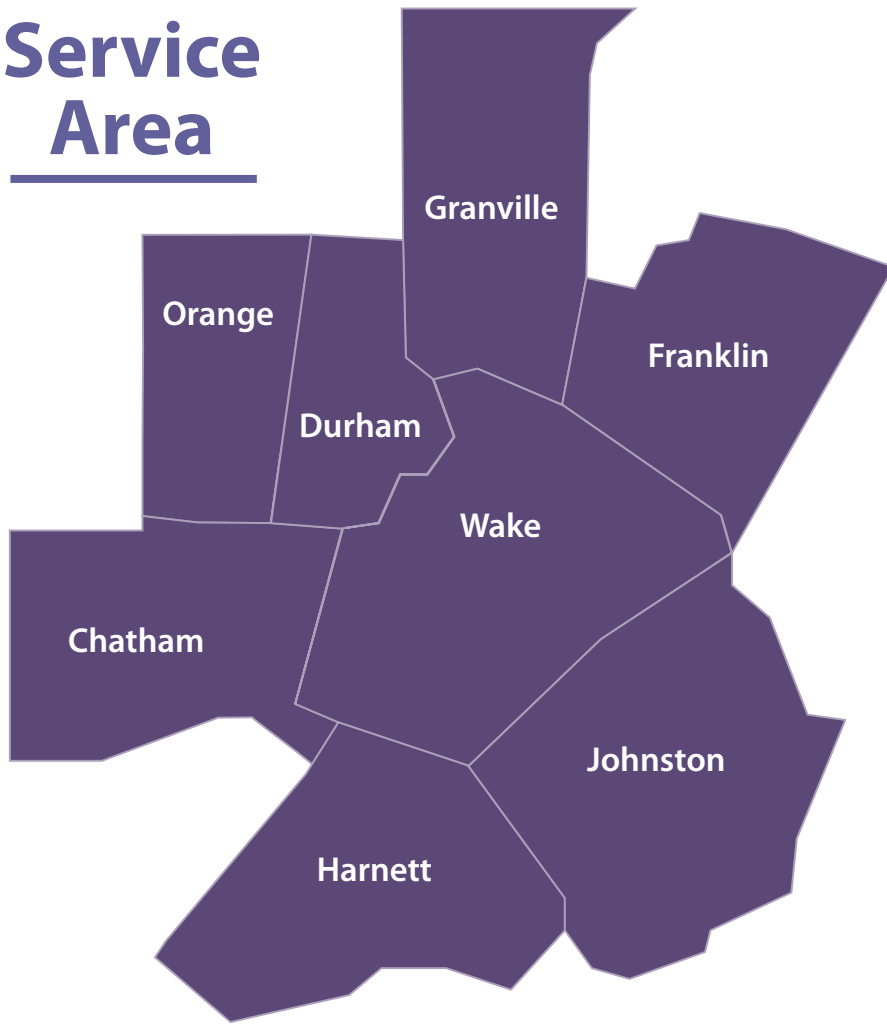 Service
Area
Granville
Orange
Franklin
Durham
Wake
Chatham
Johnston
Harnett